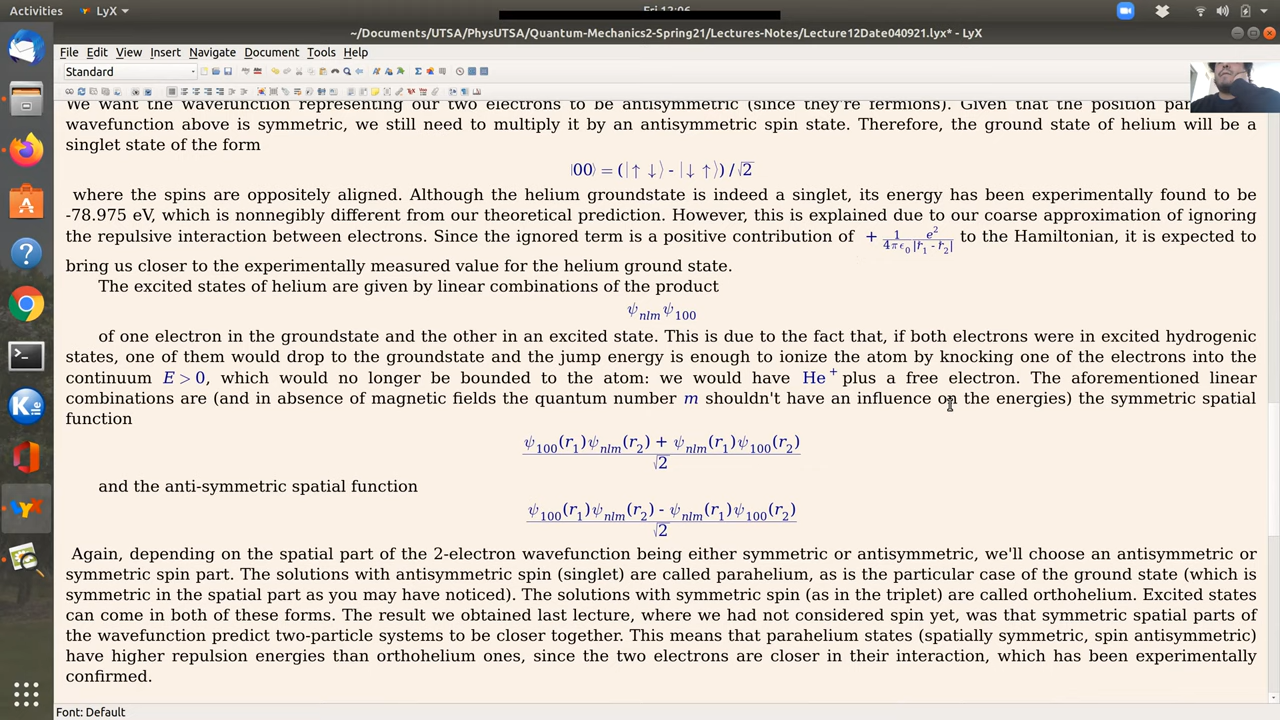 Activities LyX Fri 12:06
~/Documents/UTSA/PhysUTSA/Quantum-Mechanics2-Spring21/Lectures-Notes/Lecture12Date040921.lyx* - LyX
File Edit View Insert Navigate Document Tools Help
Standard
We want the wavefunction representing our two electrons to be antisymmetric (since they're fermions). Given that the position
wavefunction above is symmetric, we still need to multiply it by an antisymmetric spin state. Therefore, the ground state of helium will be a
singlet state of the form
|00⟩ = (|↑ ↓⟩ - |↓ ↑⟩) / √2
where the spins are oppositely aligned. Although the helium groundstate is indeed a singlet, its energy has been experimentally found to be
-78.975 eV, which is nonnegibly different from our theoretical prediction. However, this is explained due to our coarse approximation of ignoring
the repulsive interaction between electrons. Since the ignored term is a positive contribution of + 1/(4πϵ₀) e²/|r₁ - r₂| to the Hamiltonian, it is expected to
bring us closer to the experimentally measured value for the helium ground state.
The excited states of helium are given by linear combinations of the product
ψnlm ψ100
of one electron in the groundstate and the other in an excited state. This is due to the fact that, if both electrons were in excited hydrogenic
states, one of them would drop to the groundstate and the jump energy is enough to ionize the atom by knocking one of the electrons into the
continuum E > 0, which would no longer be bounded to the atom: we would have He⁺ plus a free electron. The aforementioned linear
combinations are (and in absence of magnetic fields the quantum number m shouldn't have an influence on the energies) the symmetric spatial
function
ψ100(r₁)ψnlm(r₂) + ψnlm(r₁)ψ100(r₂)
√2
and the anti-symmetric spatial function
ψ100(r₁)ψnlm(r₂) - ψnlm(r₁)ψ100(r₂)
√2
Again, depending on the spatial part of the 2-electron wavefunction being either symmetric or antisymmetric, we'll choose an antisymmetric or
symmetric spin part. The solutions with antisymmetric spin (singlet) are called parahelium, as is the particular case of the ground state (which is
symmetric in the spatial part as you may have noticed). The solutions with symmetric spin (as in the triplet) are called orthohelium. Excited states
can come in both of these forms. The result we obtained last lecture, where we had not considered spin yet, was that symmetric spatial parts of
the wavefunction predict two-particle systems to be closer together. This means that parahelium states (spatially symmetric, spin antisymmetric)
have higher repulsion energies than orthohelium ones, since the two electrons are closer in their interaction, which has been experimentally
confirmed.
Font: Default